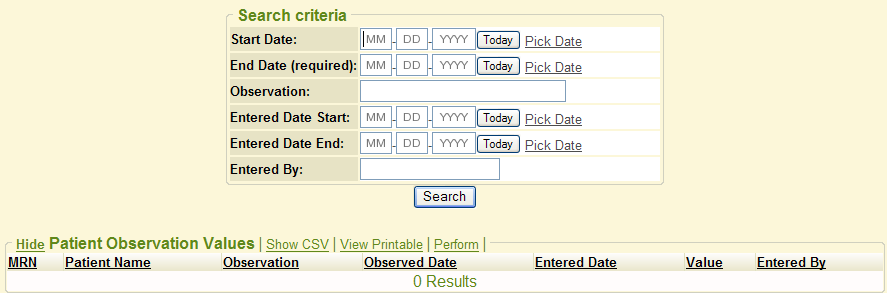 Search criteria
Start Date: MM - DD - YYYY Today Pick Date
End Date (required): MM - DD - YYYY Today Pick Date
Observation:
Entered Date Start: MM - DD - YYYY Today Pick Date
Entered Date End: MM - DD - YYYY Today Pick Date
Entered By:
Search
Hide Patient Observation Values | Show CSV | View Printable | Perform |
MRN Patient Name Observation Observed Date Entered Date Value Entered By
0 Results